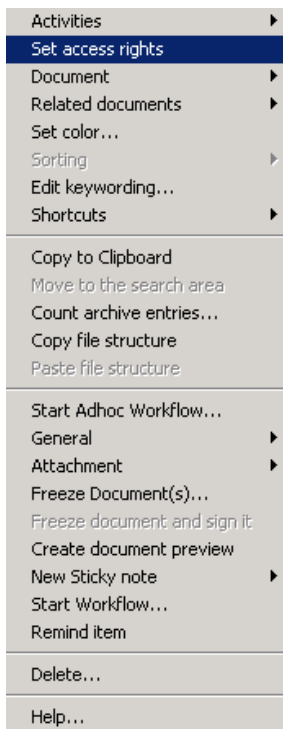 Activities
Set access rights
Document
Related documents
Set color...
Sorting
Edit keywording...
Shortcuts
Copy to Clipboard
Move to the search area
Count archive entries...
Copy file structure
Paste file structure
Start Adhoc Workflow...
General
Attachment
Freeze Document(s)...
Freeze document and sign it
Create document preview
New Sticky note
Start Workflow...
Remind item
Delete...
Help...